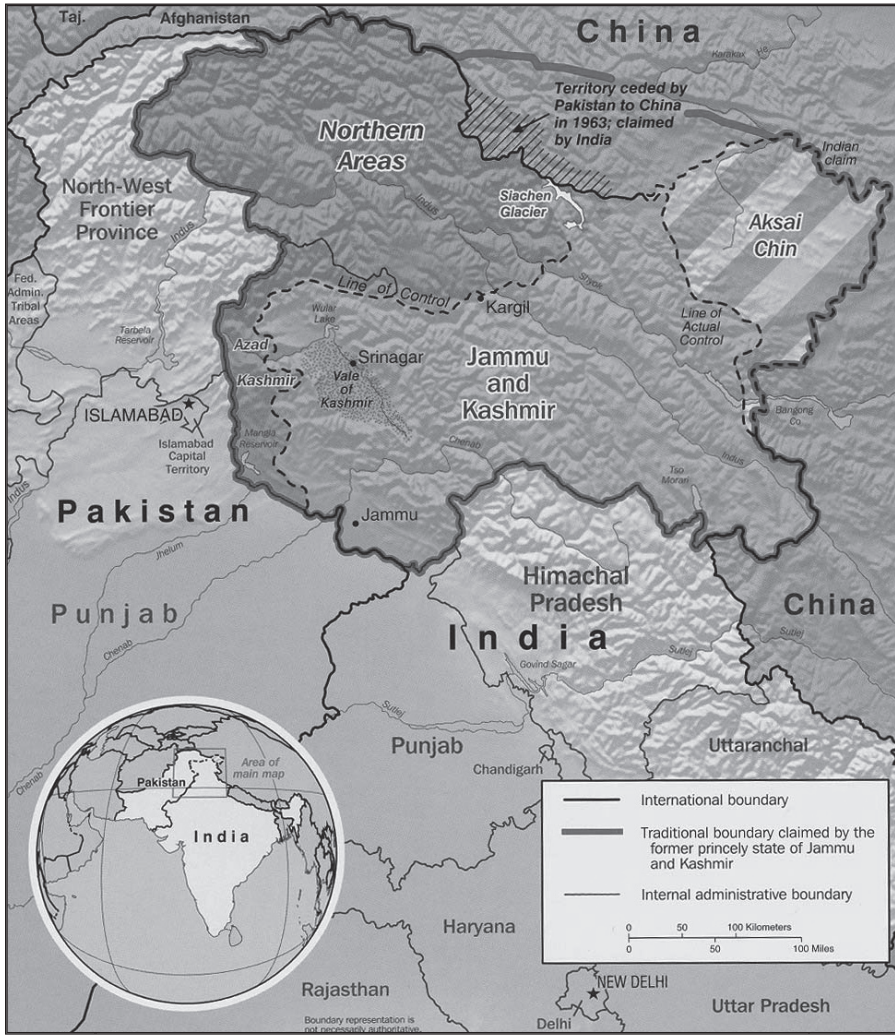 Taj.
Afghanistan
China
Karakax
He
Territory ceded by
Pakistan to China
in 1963; claimed
by India
Northern
Areas
Indian
claim
North-West
Frontier
Province
Indus
Indus
Siachen
Glacier
Aksai
Chin
Fed.
Admin.
Tribal
Areas
Line of Control
Shyok
Kargil
Line of
Actual
Control
Wular
Lake
Tarbela
Reservoir
Azad
Kashmir
Srinagar
Vale
of
Kashmir
Jammu
and
Kashmir
ISLAMABAD
Islamabad
Capital
Territory
Mangla
Reservoir
Chenab
Bangong
Co
Indus
Tso
Morari
Indus
Pakistan
Jammu
Jhelum
Himachal
Pradesh
Punjab
China
India
Sutlej
Sutlej
Chenab
Govind Sagar
Sutlej
Punjab
Uttaranchal
Chandigarh
Chenab
Area of
main map
Pakistan
India
International boundary
Traditional boundary claimed by the
former princely state of Jammu
and Kashmir
Internal administrative boundary
0 50 100 Kilometers
0 50 100 Miles
Haryana
Rajasthan
NEW DELHI
Delhi
Uttar Pradesh
Boundary representation is
not necessarily authoritative.